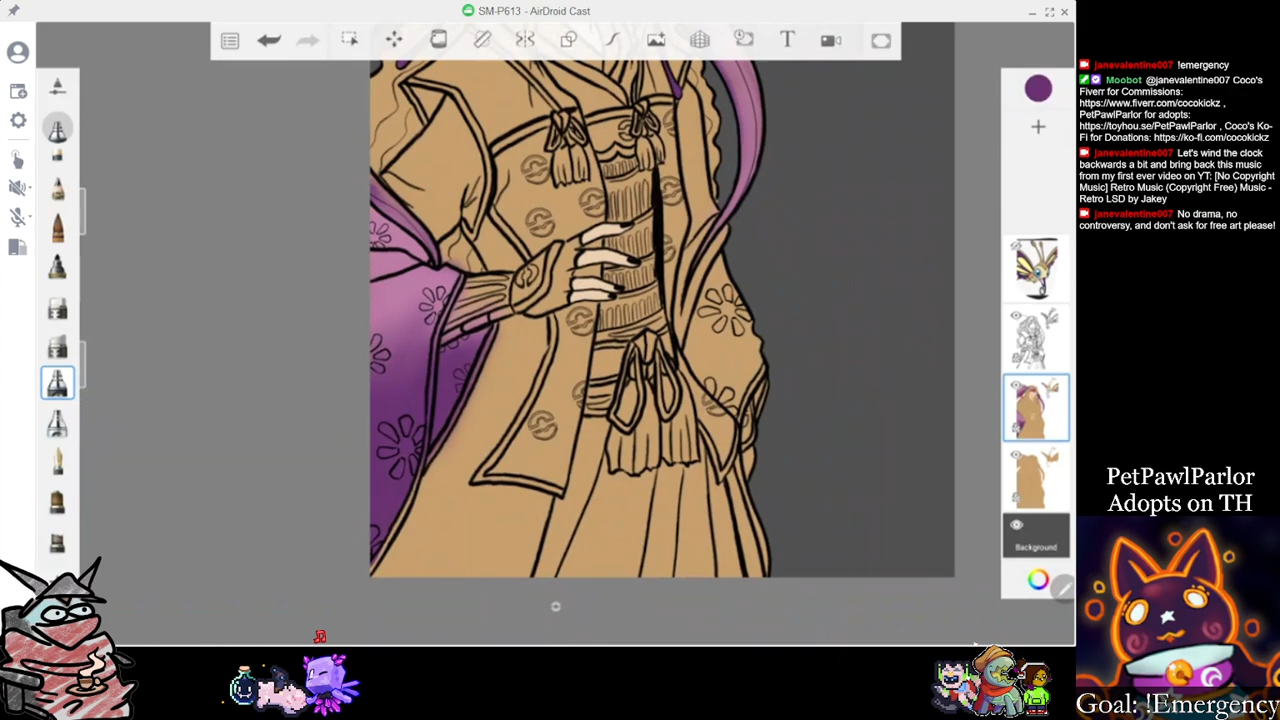 SM-P613 - AirDroid Cast
T
Background
janevalentine007 !emergency
Moobot @janevalentine007 Coco's
Fiverr for Commissions:
https://www.fiverr.com/cocokickz ,
PetPawlParlor for adopts:
https://toyhou.se/PetPawlParlor , Coco's Ko-
Fi for Donations: https://ko-fi.com/cocokickz
janevalentine007 Let's wind the clock
backwards a bit and bring back this music
from my first ever video on YT: [No Copyright
Music] Retro Music (Copyright Free) Music -
Retro LSD by Jakey
janevalentine007 No drama, no
controversy, and don't ask for free art please!
PetPawlParlor
Adopts on TH
Goal: !Emergency